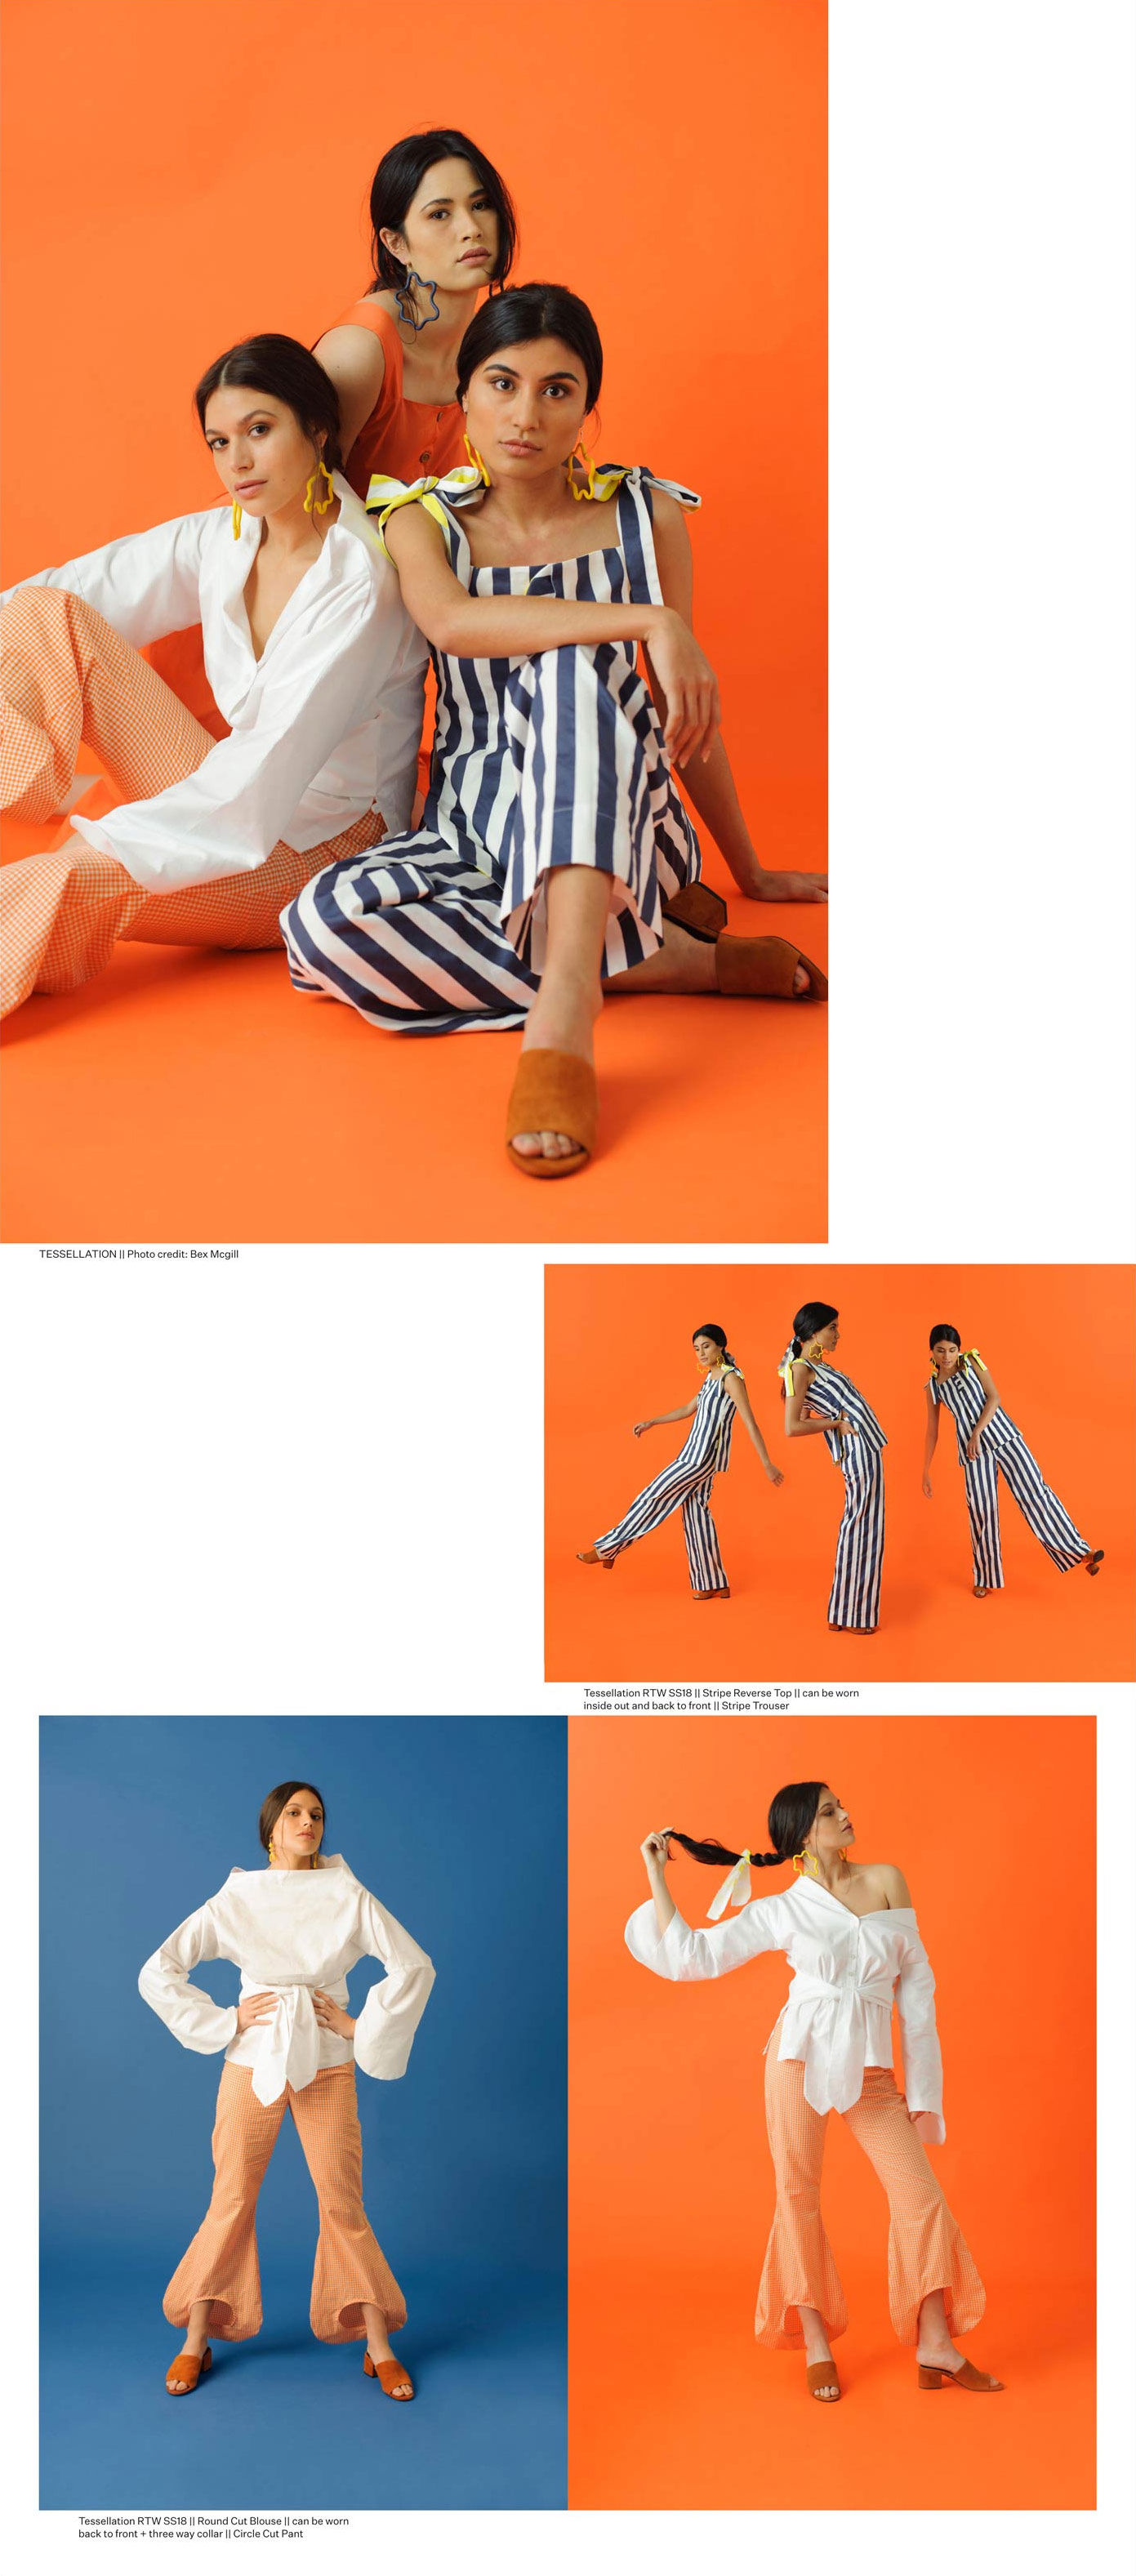 TESSELLATION || Photo credit: Bex Mcgill
Tessellation RTW SS18 || Stripe Reverse Top || can be worn
inside out and back to front || Stripe Trouser
Tessellation RTW SS18 || Round Cut Blouse || can be worn
back to front + three way collar || Circle Cut Pant